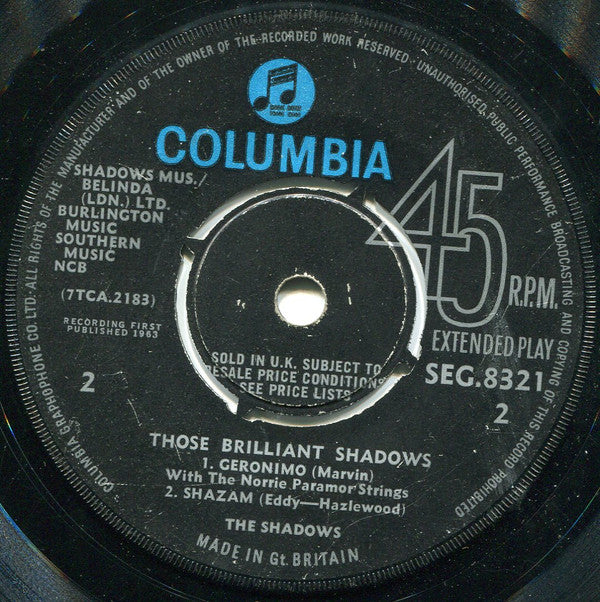 ALL RIGHTS OF THE MANUFACTURER AND OF THE OWNER OF THE RECORDED WORK RESERVED. UNAUTHORISED PUBLIC PERFORMANCE BROADCASTING AND COPYING OF THIS RECORD PROHIBITED
COLUMBIA GRAPHOPHONE CO. LTD.
COLUMBIA
SHADOWS MUS./
BELINDA
(LDN.) LTD.
BURLINGTON
MUSIC
SOUTHERN
MUSIC
NCB
(7TCA.2183)
RECORDING FIRST
PUBLISHED 1963
45
R.P.M.
EXTENDED PLAY
SEG.8321
2
2
SOLD IN U.K. SUBJECT TO
RESALE PRICE CONDITIONS
SEE PRICE LISTS
THOSE BRILLIANT SHADOWS
1. GERONIMO (Marvin)
With The Norrie Paramor Strings
2. SHAZAM (Eddy—Hazlewood)
THE SHADOWS
MADE IN Gt. BRITAIN